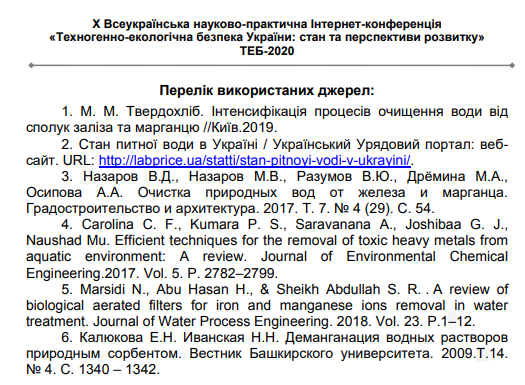 X Всеукраїнська науково-практична Інтернет-конференція
«Техногенно-екологічна безпека України: стан та перспективи розвитку»
ТЕБ-2020
Перелік використаних джерел:
1. М. М. Твердохліб. Інтенсифікація процесів очищення води від
сполук заліза та марганцю //Київ.2019.
2. Стан питної води в Україні / Український Урядовий портал: веб-
сайт. URL: http://labprice.ua/statti/stan-pitnoyi-vodi-v-ukrayini/.
3. Назаров В.Д., Назаров М.В., Разумов В.Ю., Дрёмина М.А.,
Осипова А.А. Очистка природных вод от железа и марганца.
Градостроительство и архитектура. 2017. Т. 7. № 4 (29). С. 54.
4. Carolina C. F., Kumara P. S., Saravanana A., Joshibaa G. J.,
Naushad Mu. Efficient techniques for the removal of toxic heavy metals from
aquatic environment: A review. Journal of Environmental Chemical
Engineering.2017. Vol. 5. P. 2782–2799.
5. Marsidi N., Abu Hasan H., & Sheikh Abdullah S. R. . A review of
biological aerated filters for iron and manganese ions removal in water
treatment. Journal of Water Process Engineering. 2018. Vol. 23. P.1–12.
6. Калюкова Е.Н. Иванская Н.Н. Деманганация водных растворов
природным сорбентом. Вестник Башкирского университета. 2009.Т.14.
№ 4. С. 1340 – 1342.